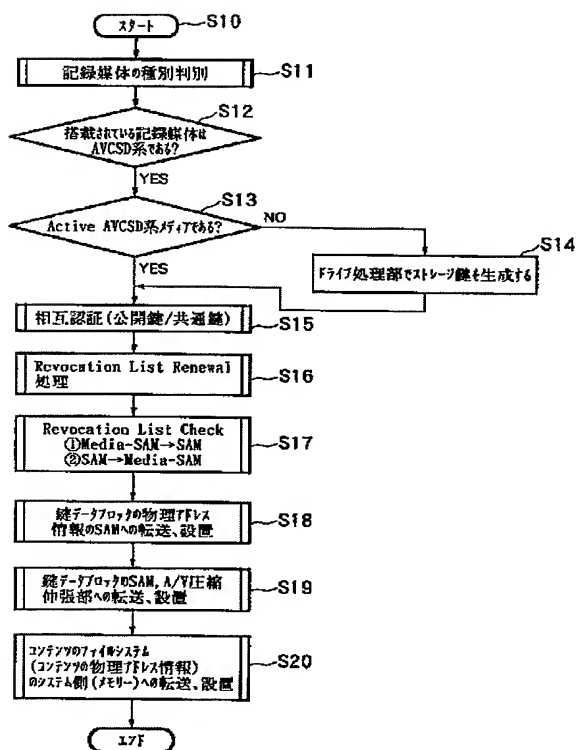 スタート
S10
記録媒体の種別判別
S11
S12
搭載されている記録媒体は
AVCSD系である?
YES
S13
Active AVCSD系メディアである?
NO
S14
ドライブ処理部でストレージ鍵を生成する
YES
相互認証(公開鍵/共通鍵)
S15
Revocation List Renewal
処理
S16
Revocation List Check
①Media-SAM→SAM
②SAM→Media-SAM
S17
鍵データブロックの物理アドレス
情報のSAMへの転送、設置
S18
鍵データブロックのSAM, A/V圧縮
伸張部への転送、設置
S19
コンテンツのファイルシステム
(コンテンツの物理アドレス情報)
のシステム側(メモリー)への転送、設置
S20
エンド